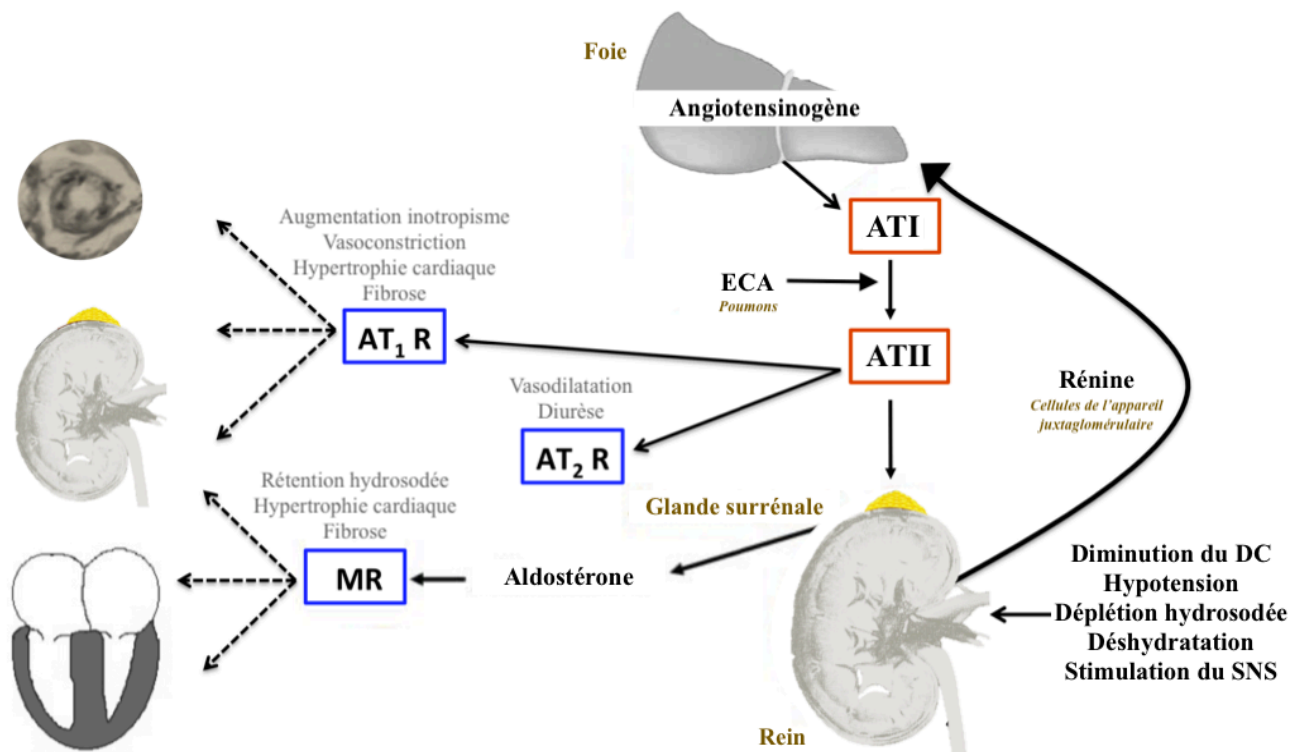 Foie
Angiotensinogène
ATI
ECA
Poumons
ATII
Rénine
Cellules de l'appareil
juxtaglomérulaire
Augmentation inotropisme
Vasoconstriction
Hypertrophie cardiaque
Fibrose
AT1 R
Vasodilatation
Diurèse
AT2 R
Rétention hydrosodée
Hypertrophie cardiaque
Fibrose
MR
Aldostérone
Glande surrénale
Diminution du DC
Hypotension
Déplétion hydrosodée
Déshydratation
Stimulation du SNS
Rein